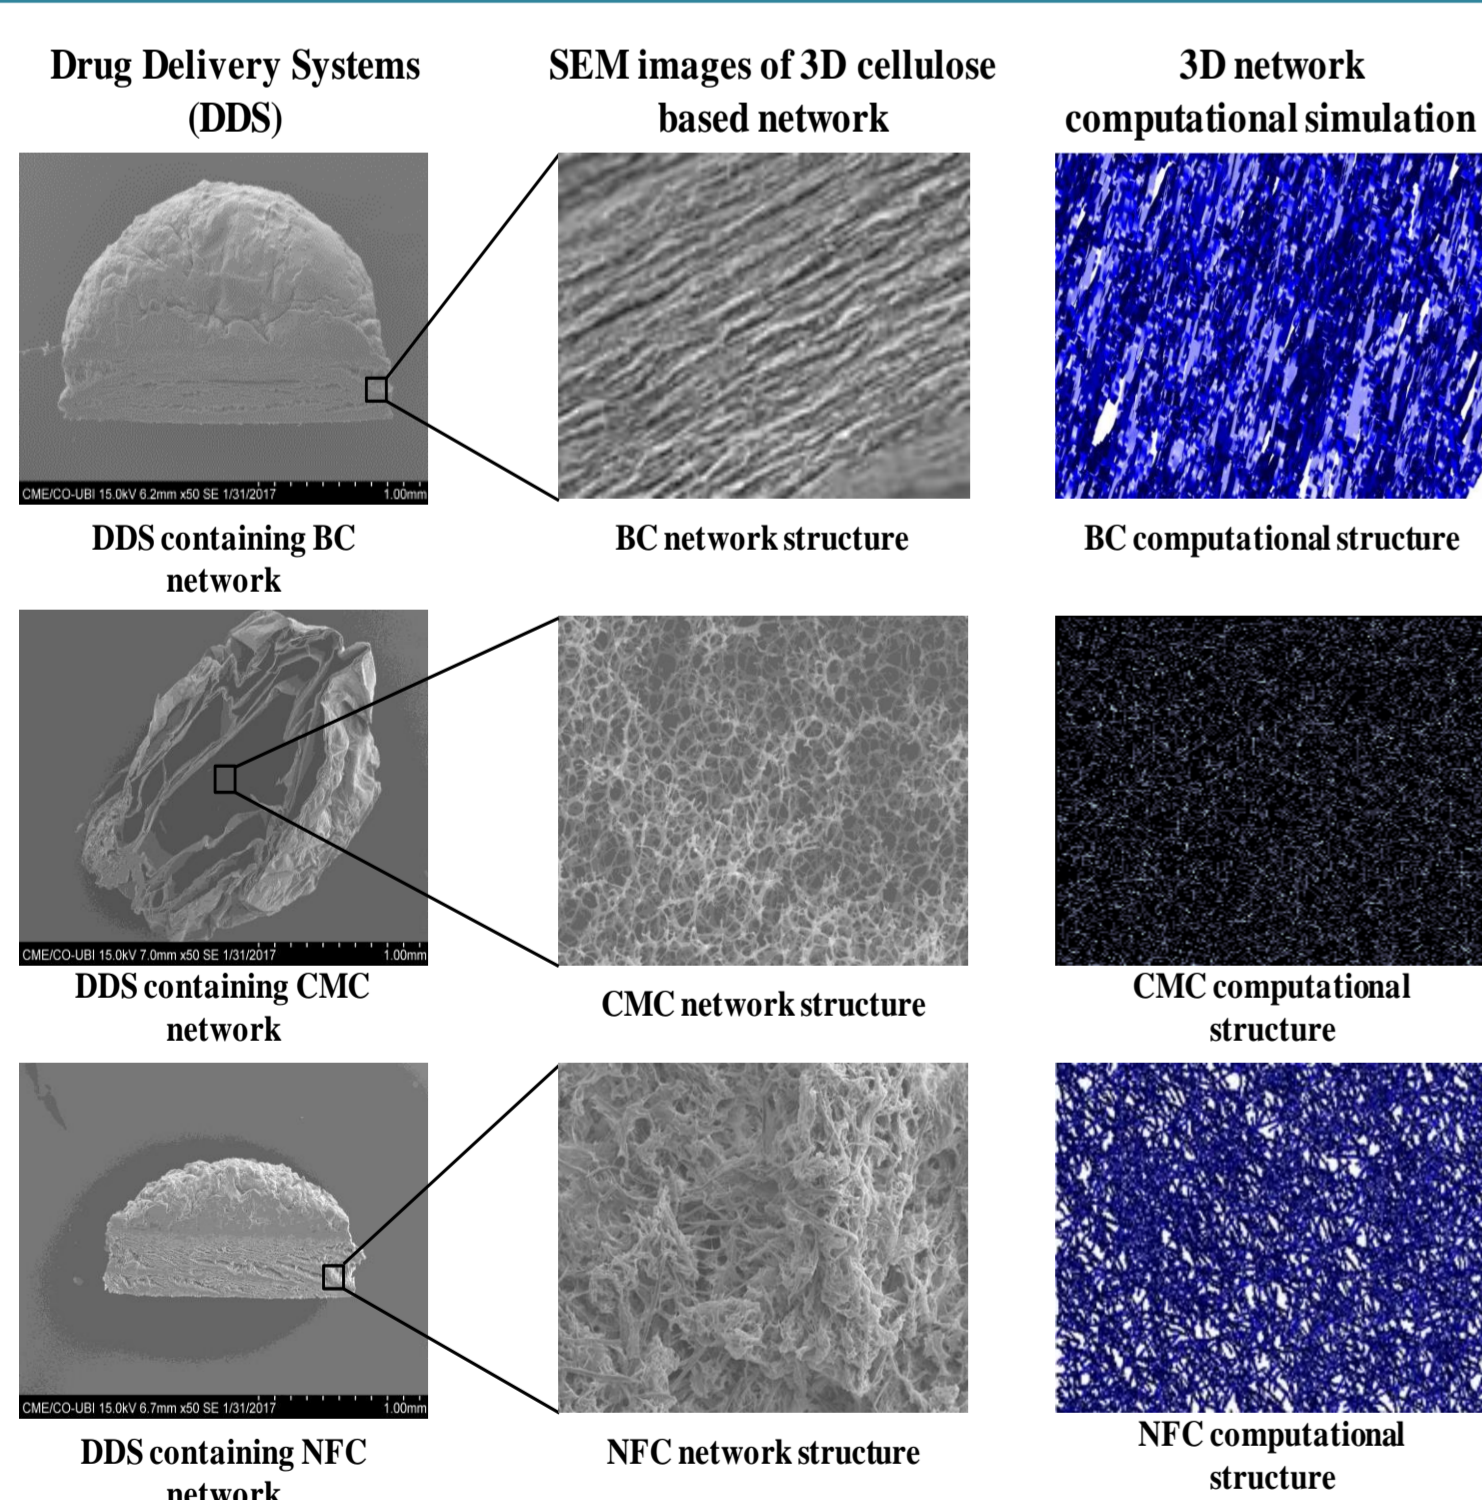 Drug Delivery Systems
(DDS)
SEM images of 3D cellulose
based network
3D network
computational simulation
CME/CO-UBI 15.0kV 6.2mm x50 SE 1/31/2017 1.00mm
DDS containing BC
network
BC network structure
BC computational structure
CME/CO-UBI 15.0kV 7.0mm x50 SE 1/31/2017 1.00mm
DDS containing CMC
network
CMC network structure
CMC computational
structure
CME/CO-UBI 15.0kV 6.7mm x50 SE 1/31/2017 1.00mm
DDS containing NFC
network
NFC network structure
NFC computational
structure